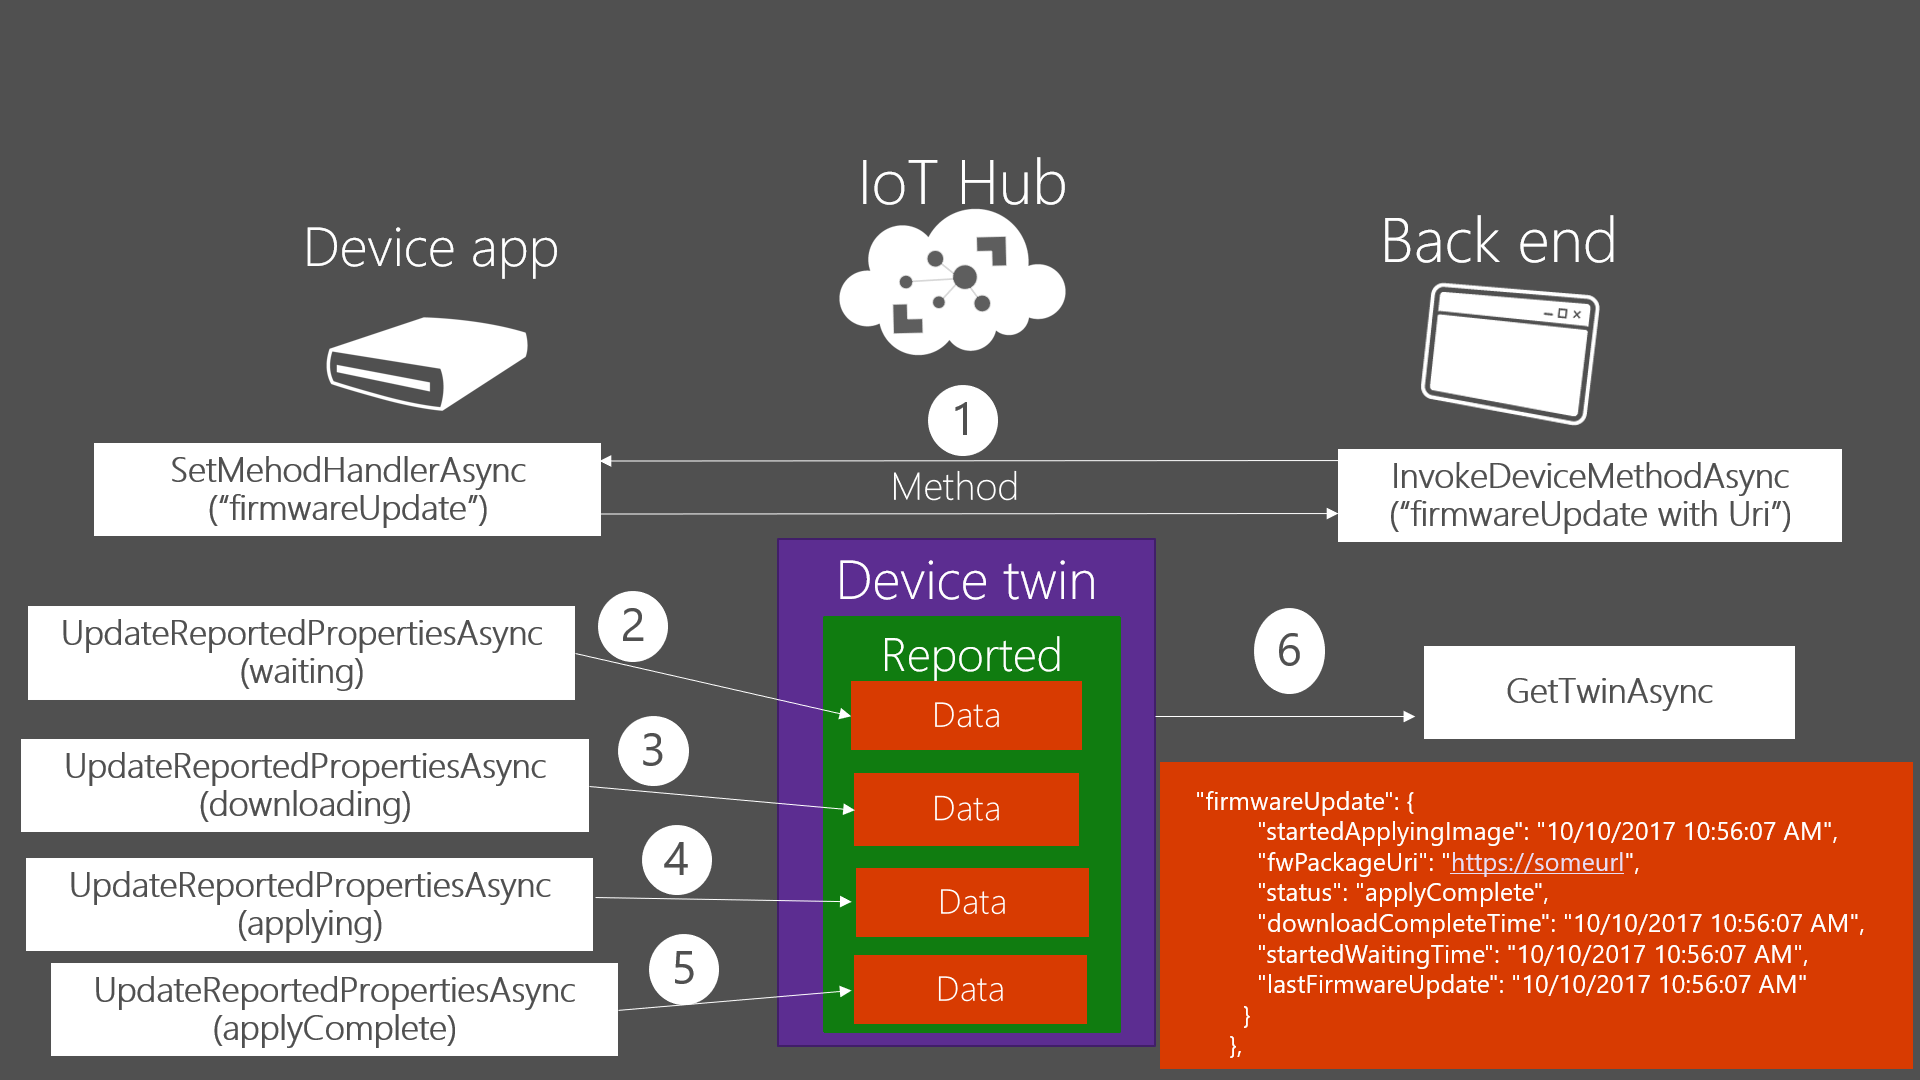 IoT Hub
Device app
Back end
1
SetMehodHandlerAsync
(“firmwareUpdate”)
Method
InvokeDeviceMethodAsync
(“firmwareUpdate with Uri”)
Device twin
Reported
2
UpdateReportedPropertiesAsync
(waiting)
Data
3
UpdateReportedPropertiesAsync
(downloading)
Data
4
UpdateReportedPropertiesAsync
(applying)
Data
5
UpdateReportedPropertiesAsync
(applyComplete)
Data
6
GetTwinAsync
"firmwareUpdate": {
"startedApplyingImage": "10/10/2017 10:56:07 AM",
"fwPackageUri": "https://someurl",
"status": "applyComplete",
"downloadCompleteTime": "10/10/2017 10:56:07 AM",
"startedWaitingTime": "10/10/2017 10:56:07 AM",
"lastFirmwareUpdate": "10/10/2017 10:56:07 AM"
}
},